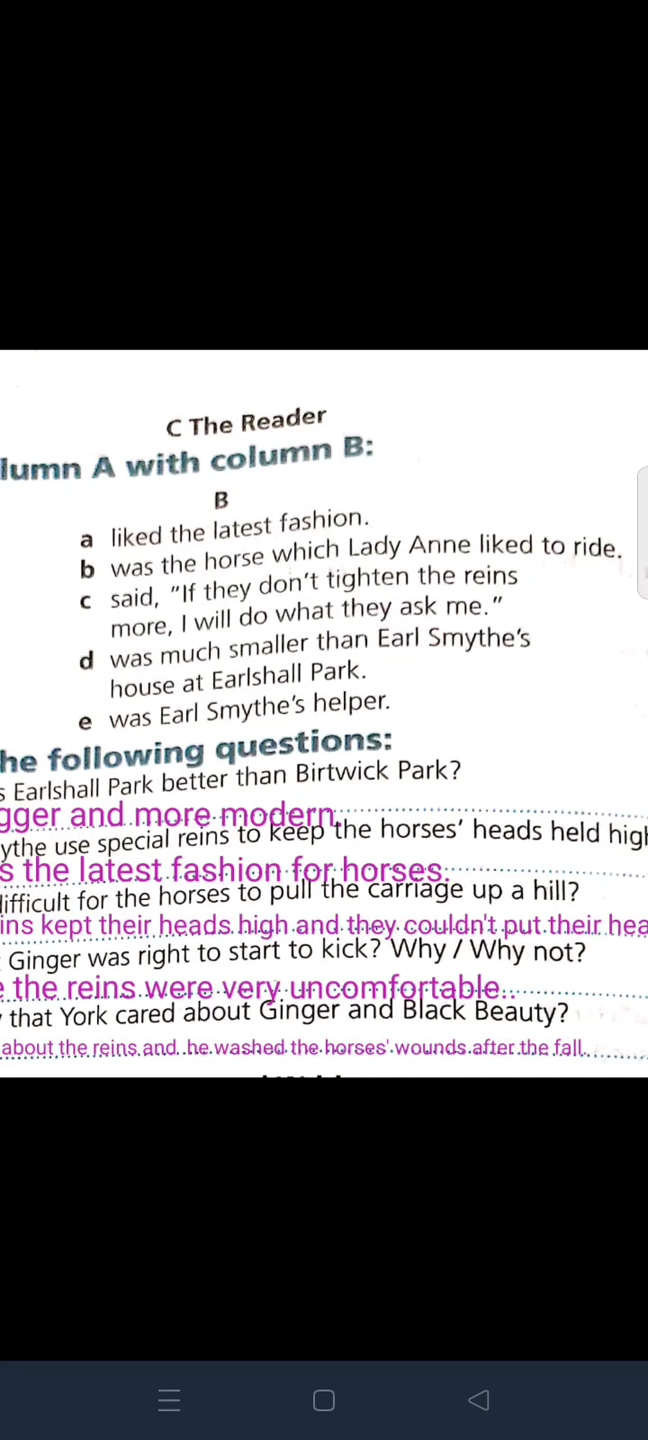 C The Reader
lumn A with column B:
B
a liked the latest fashion.
b was the horse which Lady Anne liked to ride.
c said, "If they don't tighten the reins
more, I will do what they ask me."
d was much smaller than Earl Smythe's
house at Earlshall Park.
e was Earl Smythe's helper.
he following questions:
s Earlshall Park better than Birtwick Park?
gger and more modern.
ythe use special reins to keep the horses' heads held high
s the latest fashion for horses.
difficult for the horses to pull the carriage up a hill?
ins kept their heads high and they couldn't put their hea
Ginger was right to start to kick? Why / Why not?
e the reins were very uncomfortable..
that York cared about Ginger and Black Beauty?
about the reins and he washed the horses' wounds after the fall.